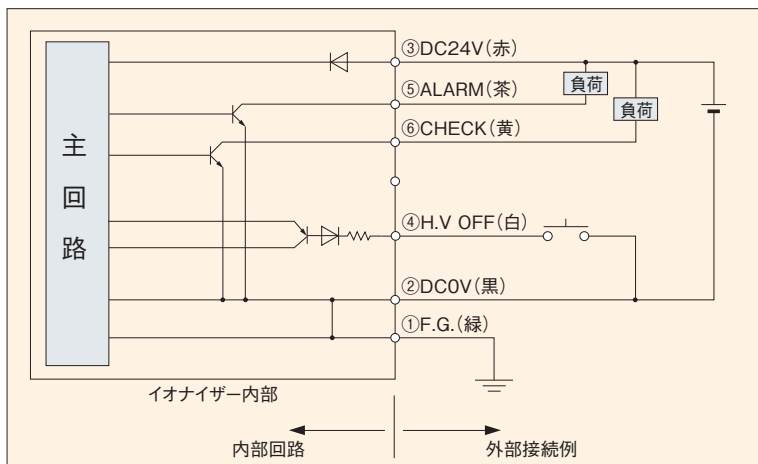 ③DC24V(赤)
⑤ALARM(茶)
負荷
負荷
⑥CHECK(黄)
主回路
④H.V OFF(白)
②DC0V(黒)
①F.G.(緑)
イオナイザー内部
内部回路
外部接続例